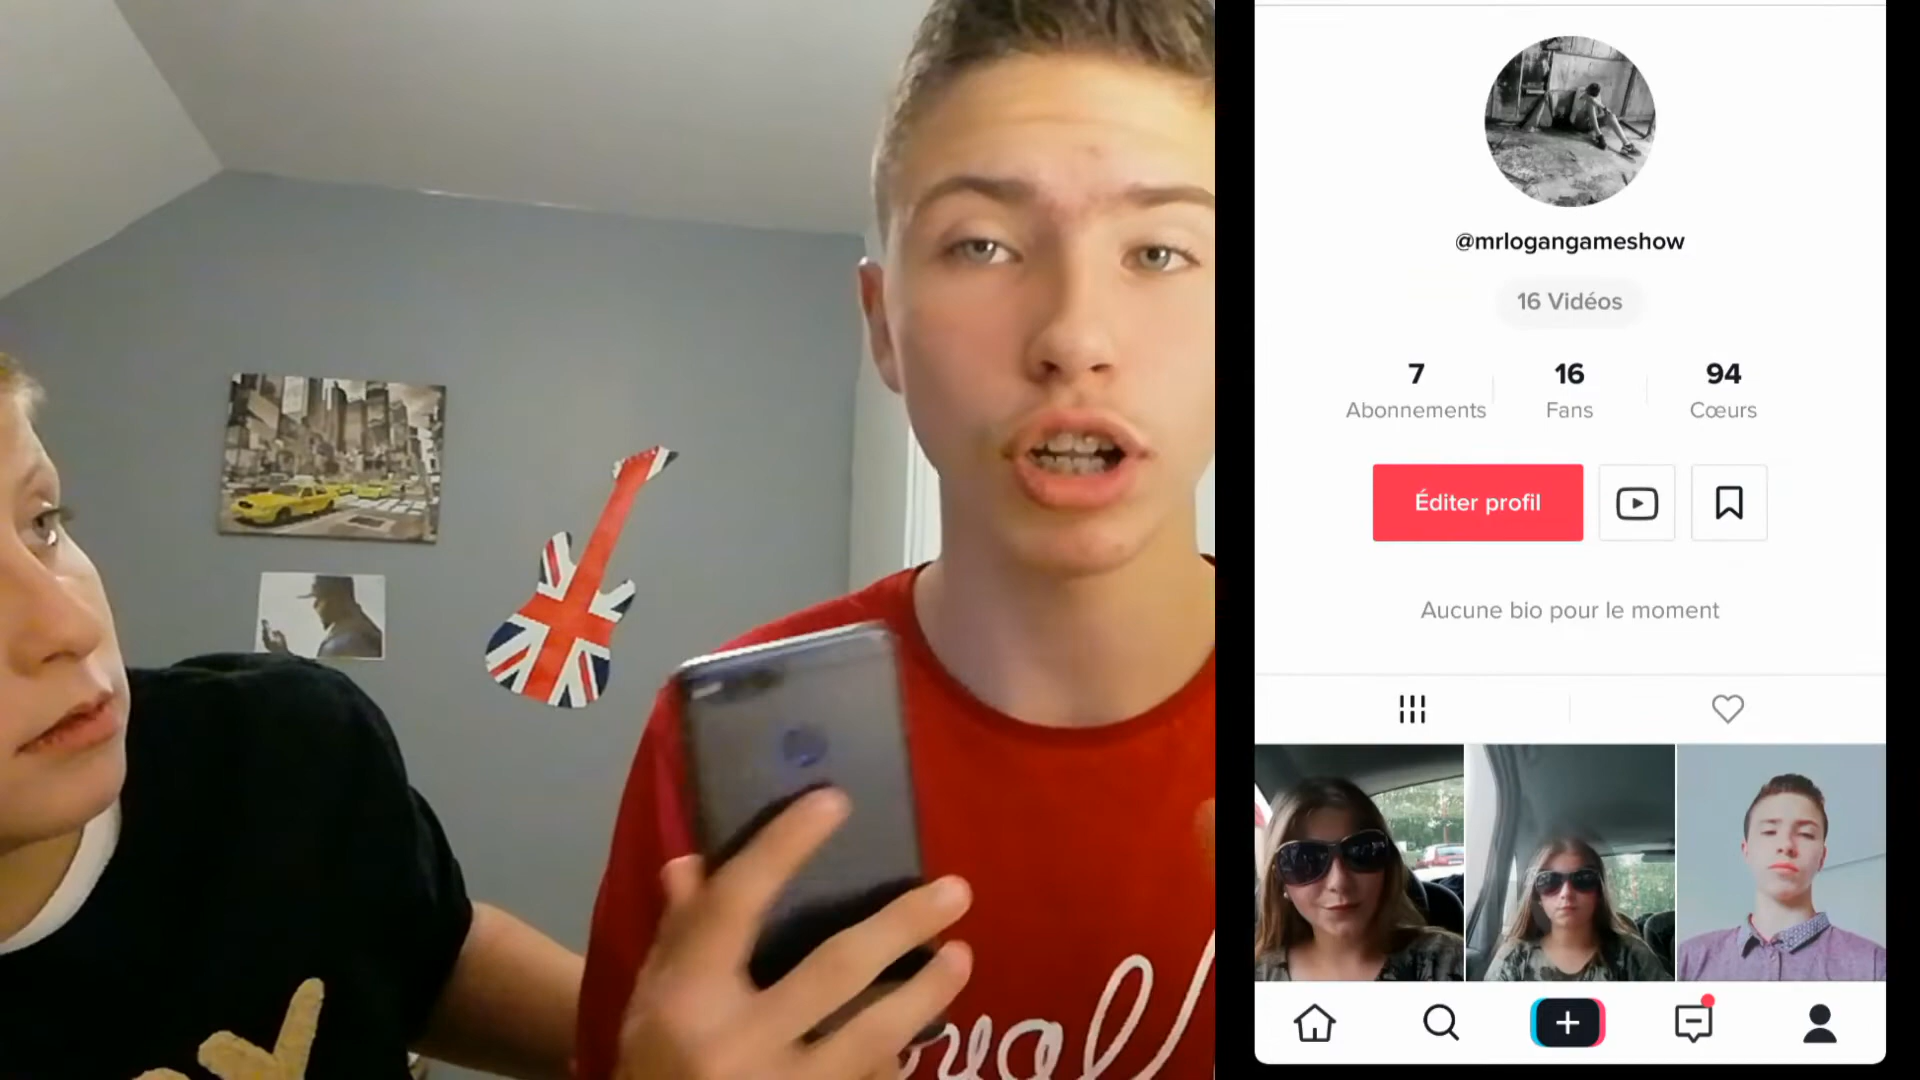 @mrlogangameshow
16 Vidéos
7 16 94
Abonnements Fans Cœurs
Éditer profil
Aucune bio pour le moment